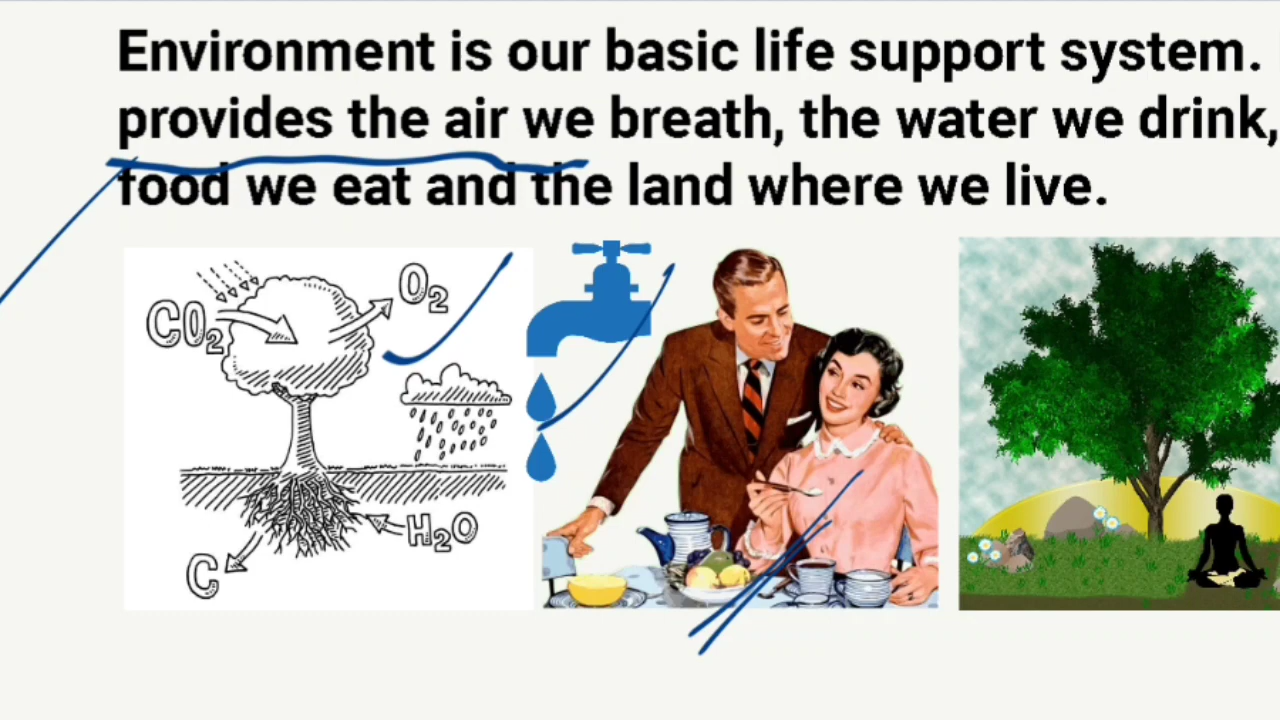 Environment is our basic life support system.
provides the air we breath, the water we drink,
food we eat and the land where we live.
CO₂
O₂
H₂O
C